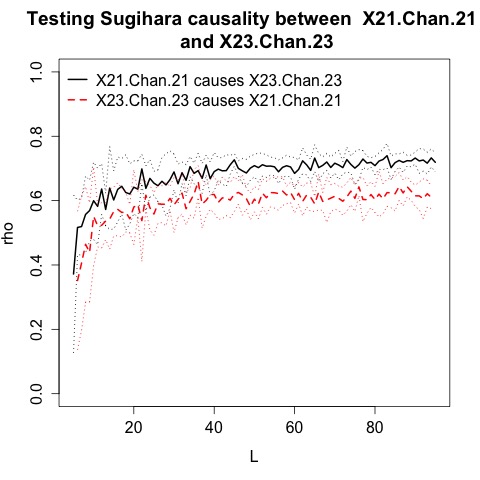 Testing Sugihara causality between X21.Chan.21
and X23.Chan.23
X21.Chan.21 causes X23.Chan.23
X23.Chan.23 causes X21.Chan.21
1.0
0.8
0.6
0.4
0.2
0.0
rho
20 40 60 80
L